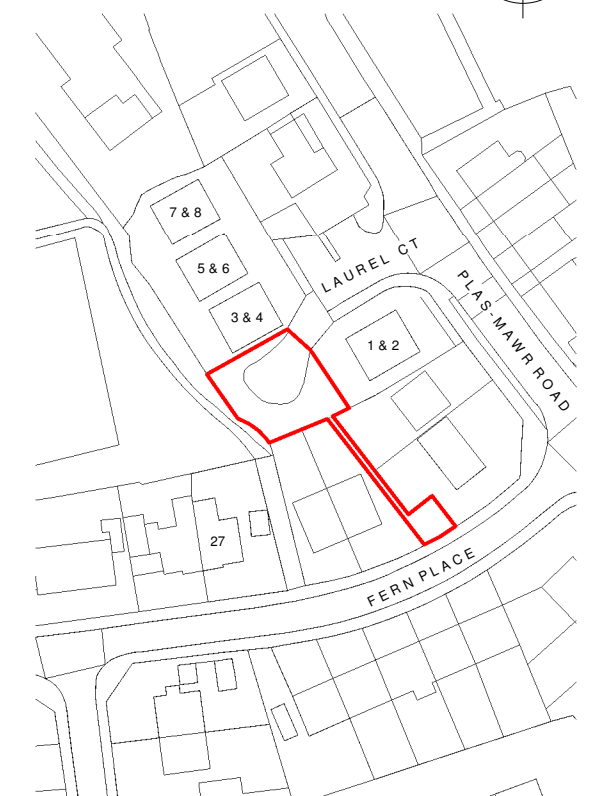 7 & 8
5 & 6
LAUREL CT
3 & 4
1 & 2
PLAS-MAWR ROAD
27
FERN PLACE